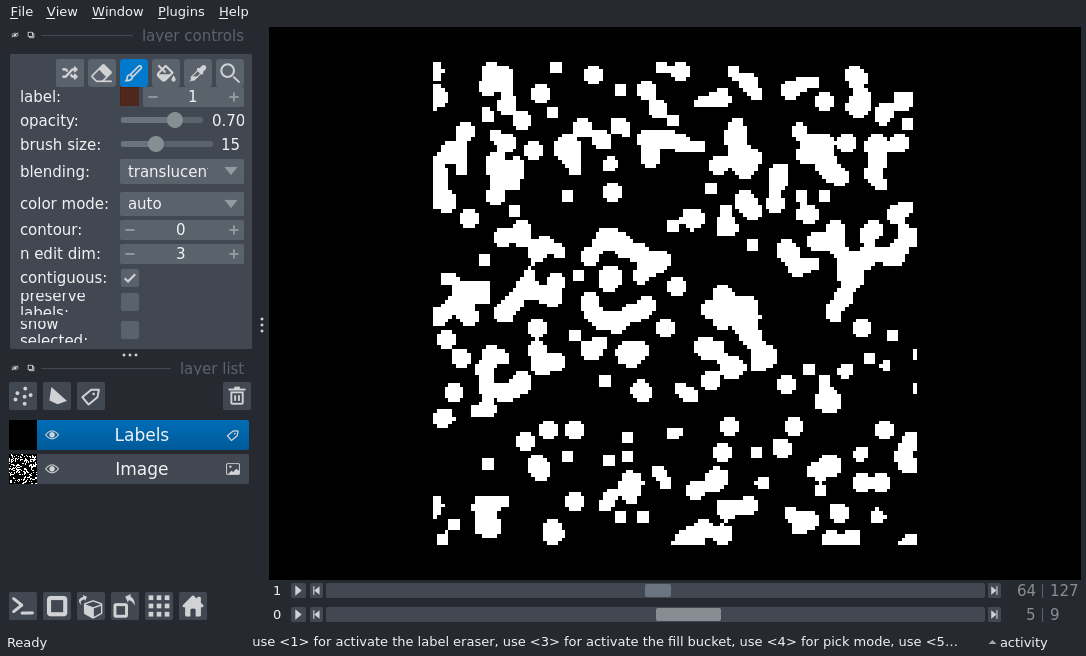 File View Window Plugins Help
layer controls
label: 1
opacity: 0.70
brush size: 15
blending: translucen
color mode: auto
contour: 0
n edit dim: 3
contiguous:
preserve
labels:
show
selected:
layer list
Labels
Image
1 64 127
0 5 9
Ready use <1> for activate the label eraser, use <3> for activate the fill bucket, use <4> for pick mode, use <5... activity